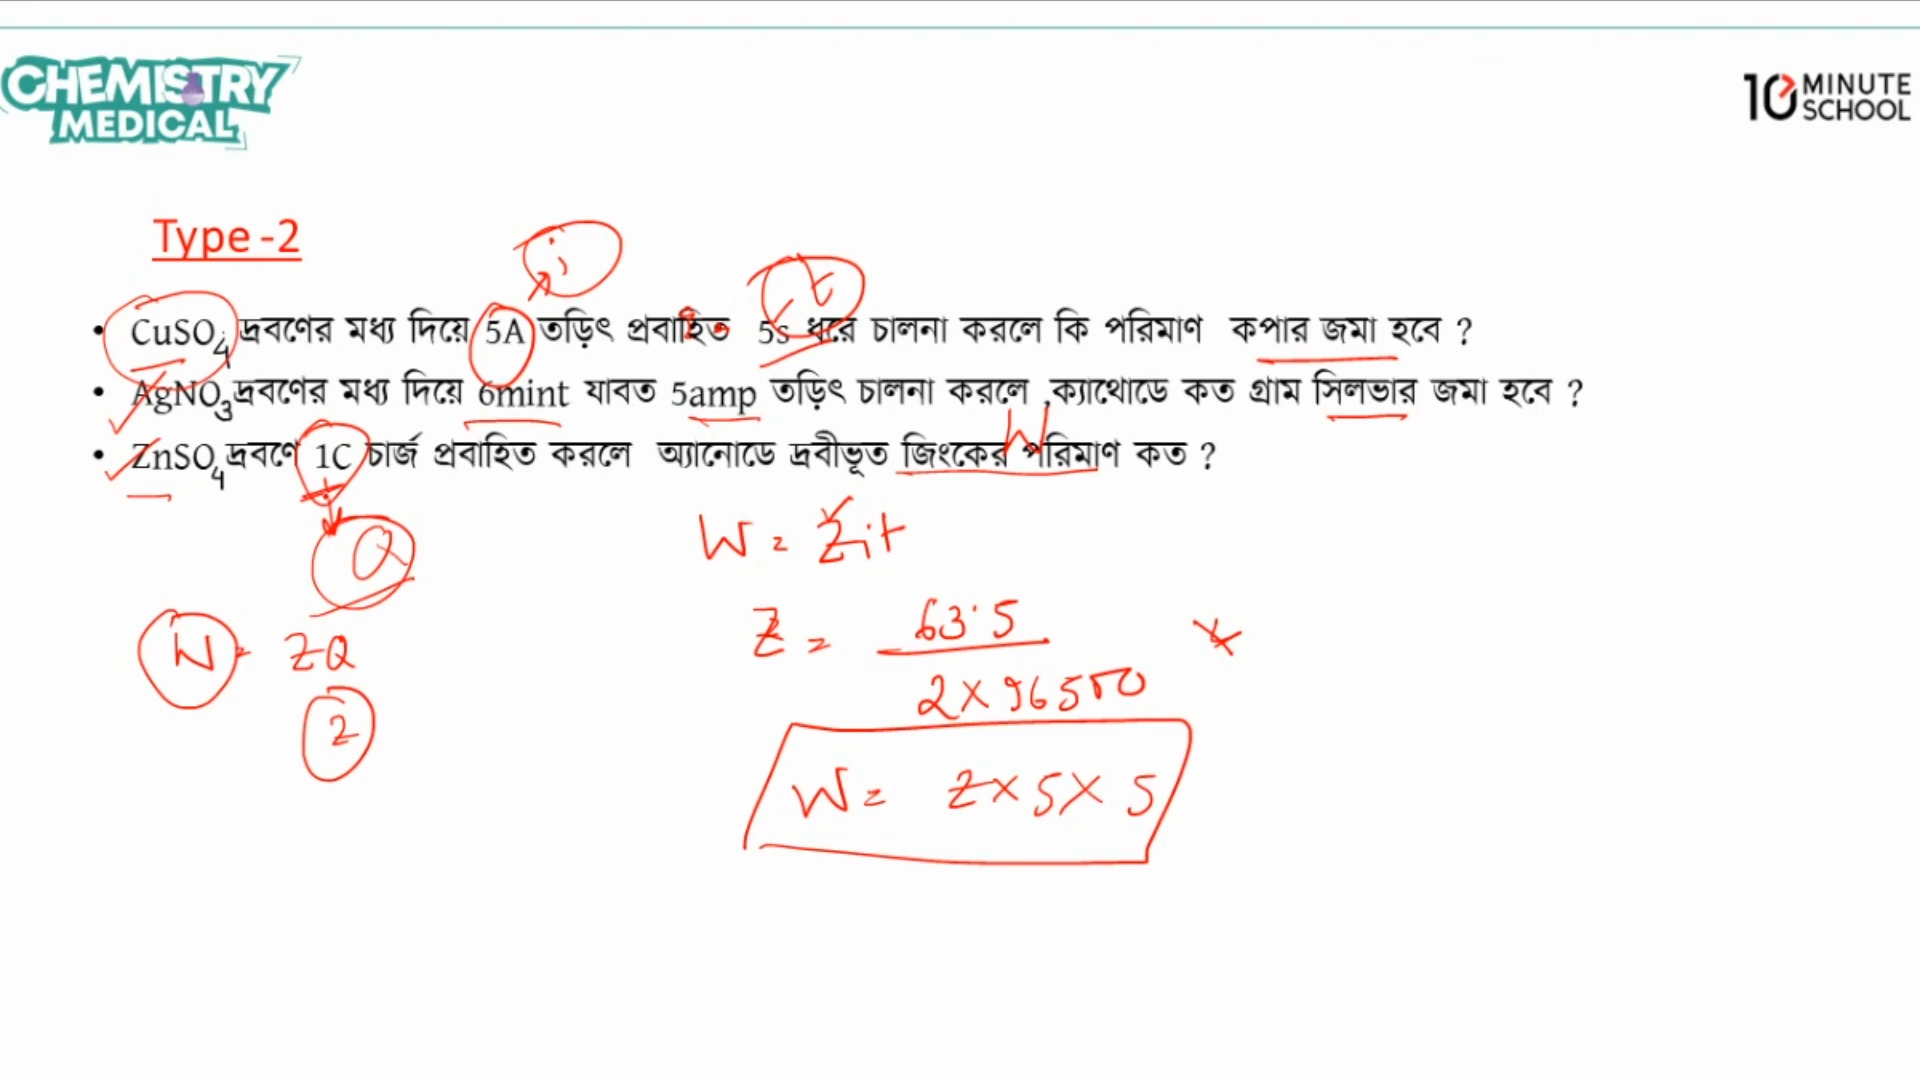 CHEMISTRY
MEDICAL
10 MINUTE
SCHOOL
Type -2
i
t
• CuSO4 দ্রবণের মধ্য দিয়ে 5A তড়িৎ প্রবাহিত 5s ধরে চালনা করলে কি পরিমাণ কপার জমা হবে ?
• AgNO3 দ্রবণের মধ্য দিয়ে 6mint যাবত 5amp তড়িৎ চালনা করলে ,ক্যাথোডে কত গ্রাম সিলভার জমা হবে ?
W
• ZnSO4 দ্রবণে 1C চার্জ প্রবাহিত করলে অ্যানোডে দ্রবীভূত জিংকের পরিমাণ কত ?
Q
W = Zit
W = ZQ
Z = 63.5
2 × 96500
2
W = Z × 5 × 5